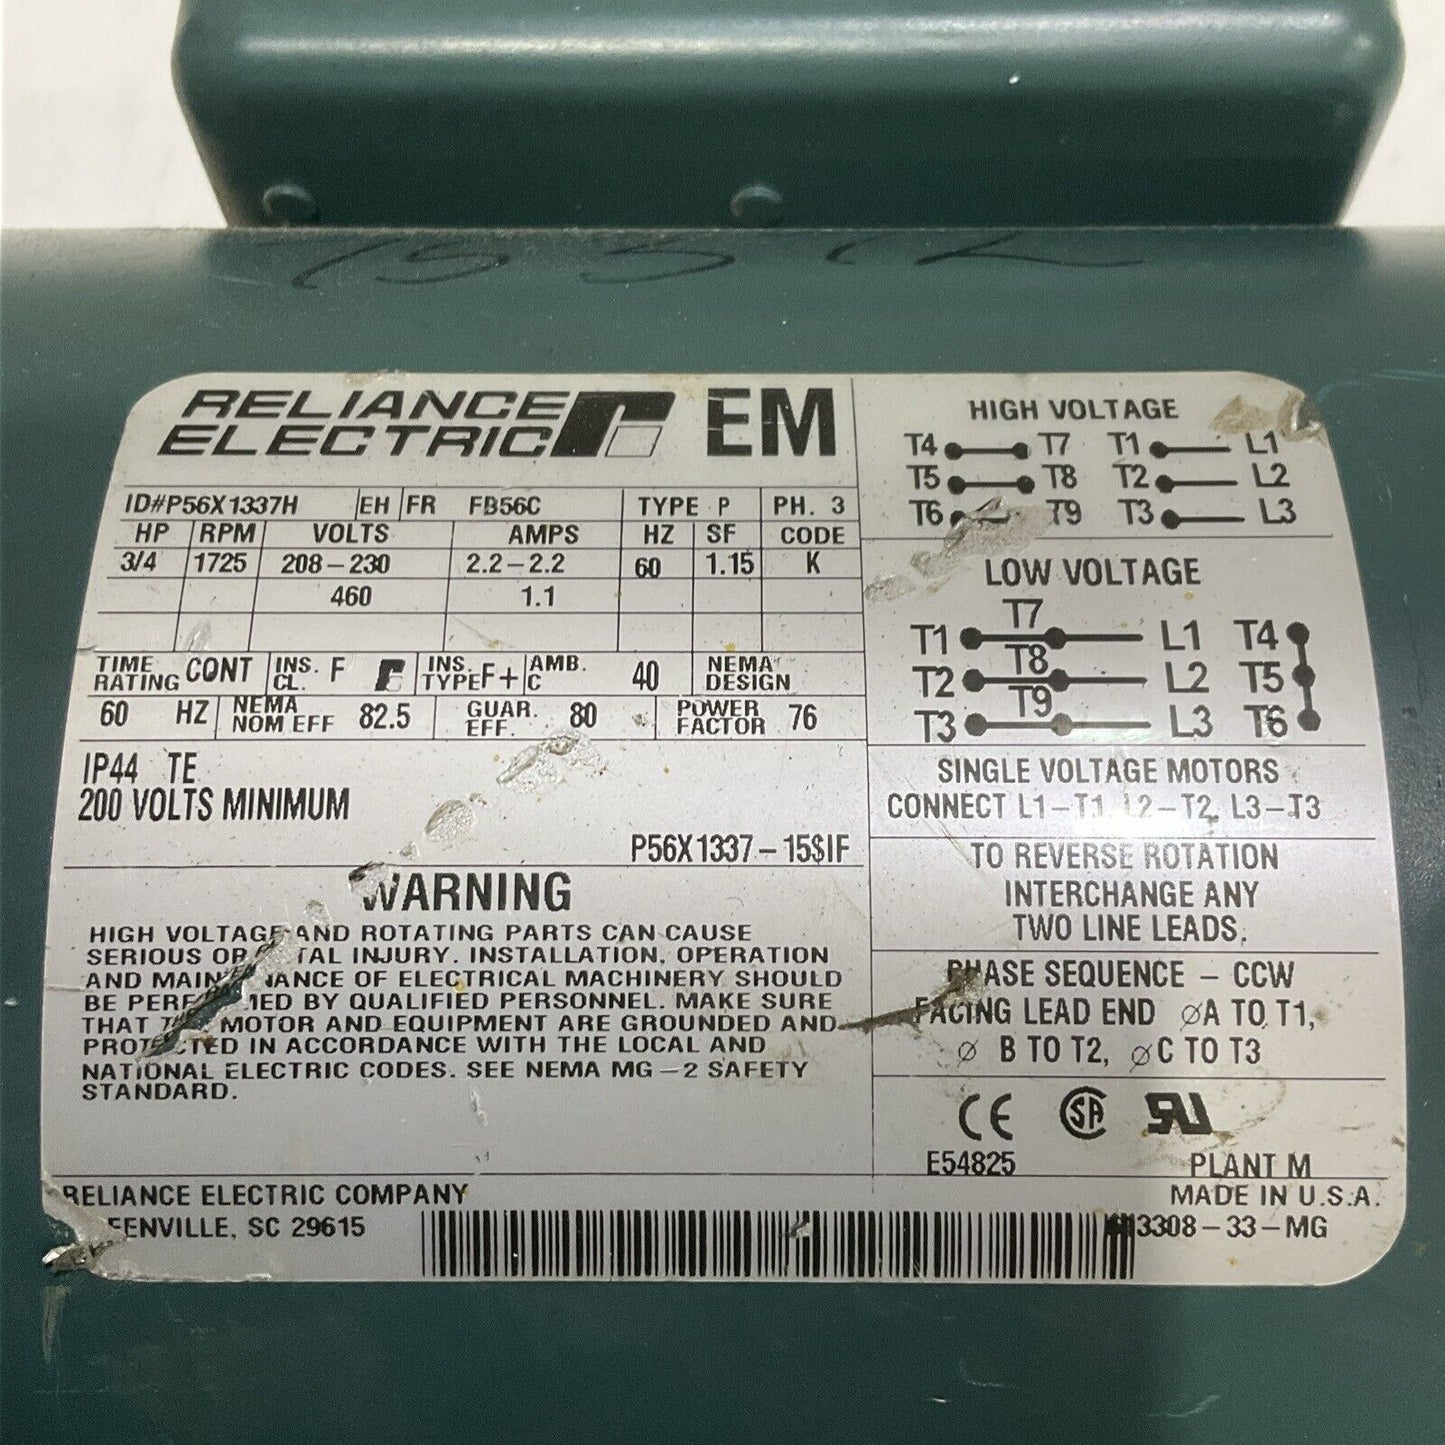 RELIANCE
ELECTRIC EM
ID#P56X1337H EH FR FB56C TYPE P PH. 3
HP RPM VOLTS AMPS HZ SF CODE
3/4 1725 208-230 2.2-2.2 60 1.15 K
460 1.1
TIME RATING CONT INS. CL. F INS. TYPE F+ AMB. C 40 NEMA DESIGN
60 HZ NEMA NOM EFF 82.5 GUAR. EFF. 80 POWER FACTOR 76
IP44 TE
200 VOLTS MINIMUM
P56X1337-15$IF
WARNING
HIGH VOLTAGE AND ROTATING PARTS CAN CAUSE
SERIOUS OR TAL INJURY. INSTALLATION, OPERATION
AND MAIN NANCE OF ELECTRICAL MACHINERY SHOULD
BE PERF MED BY QUALIFIED PERSONNEL. MAKE SURE
THAT MOTOR AND EQUIPMENT ARE GROUNDED AND
PROTECTED IN ACCORDANCE WITH THE LOCAL AND
NATIONAL ELECTRIC CODES. SEE NEMA MG-2 SAFETY
STANDARD.
RELIANCE ELECTRIC COMPANY
EENVILLE, SC 29615
HIGH VOLTAGE
T4 T7 T1 L1
T5 T8 T2 L2
T6 T9 T3 L3
LOW VOLTAGE
T7
T1 L1 T4
T8
T2 L2 T5
T9
T3 L3 T6
SINGLE VOLTAGE MOTORS
CONNECT L1-T1, L2-T2, L3-T3
TO REVERSE ROTATION
INTERCHANGE ANY
TWO LINE LEADS.
PHASE SEQUENCE - CCW
FACING LEAD END ØA TO T1,
Ø B TO T2, ØC TO T3
CE SA UR
E54825 PLANT M
MADE IN U.S.A.
13308-33-MG